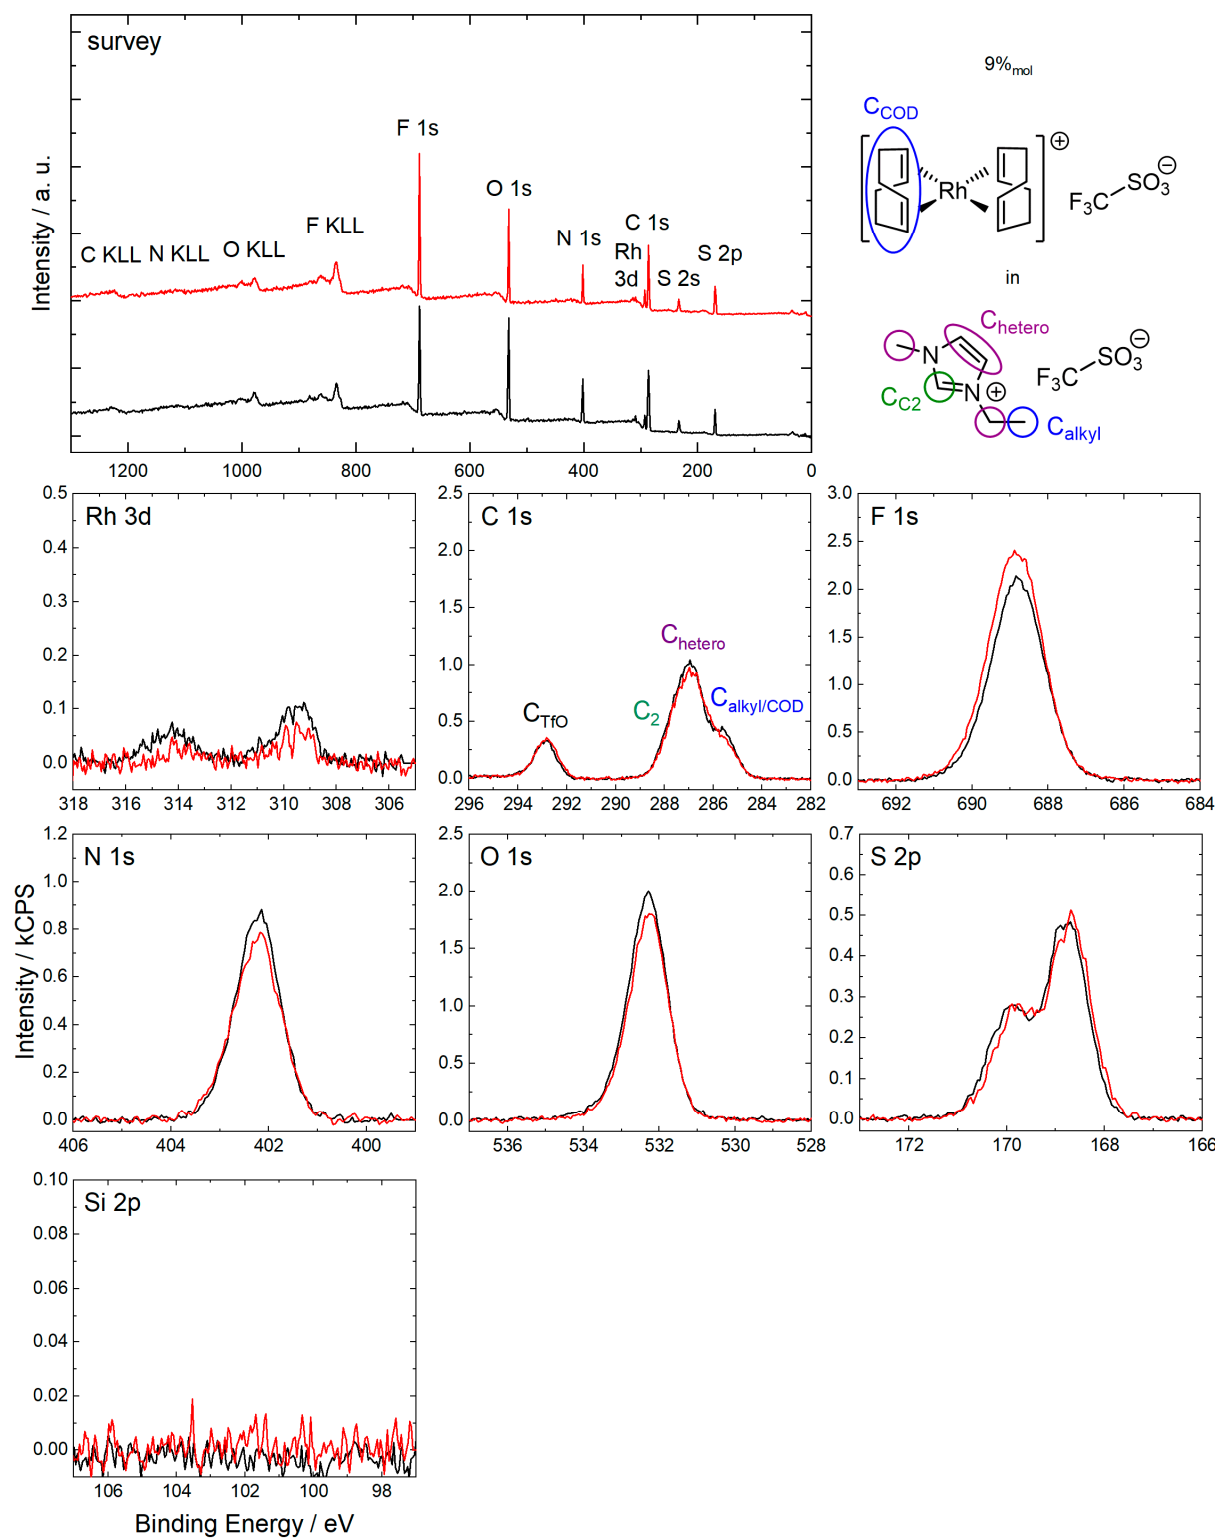 survey
Intensity / a. u.
C KLL
N KLL
O KLL
F KLL
F 1s
O 1s
N 1s
C 1s
Rh
3d
S 2s
S 2p
1200 1000 800 600 400 200 0
9%mol
CCOD
Rh
⊕
F3C
SO3
⊖
in
Chetero
N
CC2
N
⊕
Calkyl
F3C
SO3
⊖
Rh 3d
0.5
0.4
0.3
0.2
0.1
0.0
318 316 314 312 310 308 306
C 1s
2.5
2.0
1.5
1.0
0.5
0.0
CTfO
C2
Chetero
Calkyl/COD
296 294 292 290 288 286 284 282
F 1s
3.0
2.5
2.0
1.5
1.0
0.5
0.0
692 690 688 686 684
Intensity / kCPS
N 1s
1.2
1.0
0.8
0.6
0.4
0.2
0.0
406 404 402 400
O 1s
2.5
2.0
1.5
1.0
0.5
0.0
536 534 532 530 528
S 2p
0.7
0.6
0.5
0.4
0.3
0.2
0.1
0.0
172 170 168 166
Si 2p
0.10
0.08
0.06
0.04
0.02
0.00
106 104 102 100 98
Binding Energy / eV